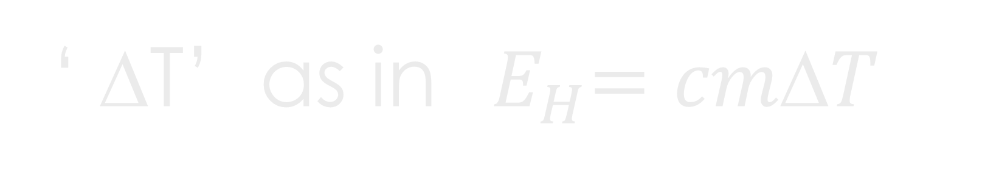 ‘ ΔT’ as in E_H = cmΔT